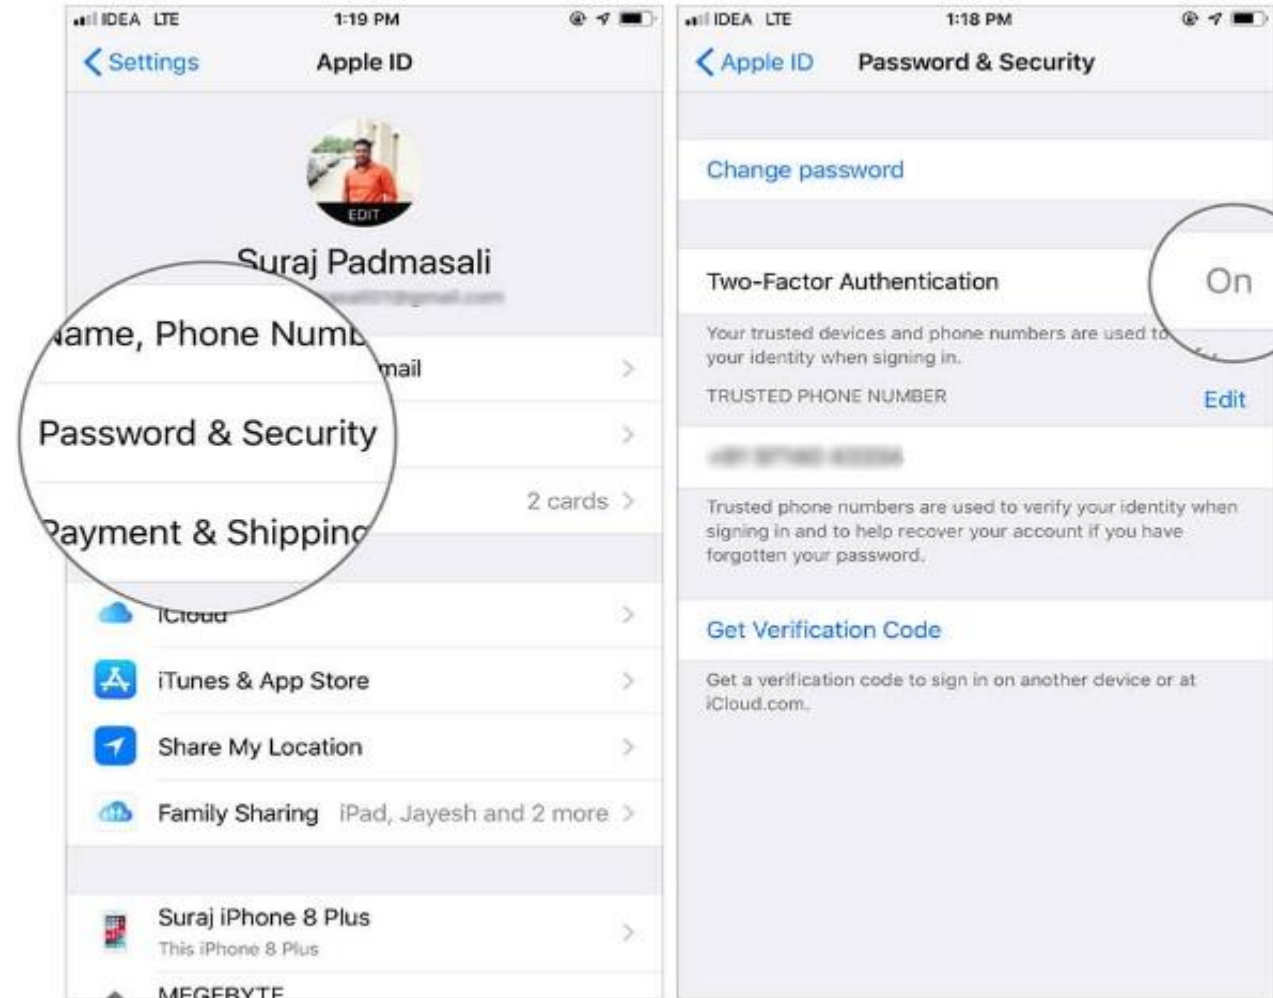 IDEA LTE
1:19 PM
Settings
Apple ID
EDIT
Suraj Padmasali
Name, Phone Numb
mail
Password & Security
2 cards
Payment & Shipping
iCloud
iTunes & App Store
Share My Location
Family Sharing iPad, Jayesh and 2 more
Suraj iPhone 8 Plus
This iPhone 8 Plus
MEGEBYTE
IDEA LTE
1:18 PM
Apple ID
Password & Security
Change password
Two-Factor Authentication On
Your trusted devices and phone numbers are used to
your identity when signing in.
TRUSTED PHONE NUMBER Edit
Trusted phone numbers are used to verify your identity when
signing in and to help recover your account if you have
forgotten your password.
Get Verification Code
Get a verification code to sign in on another device or at
iCloud.com.